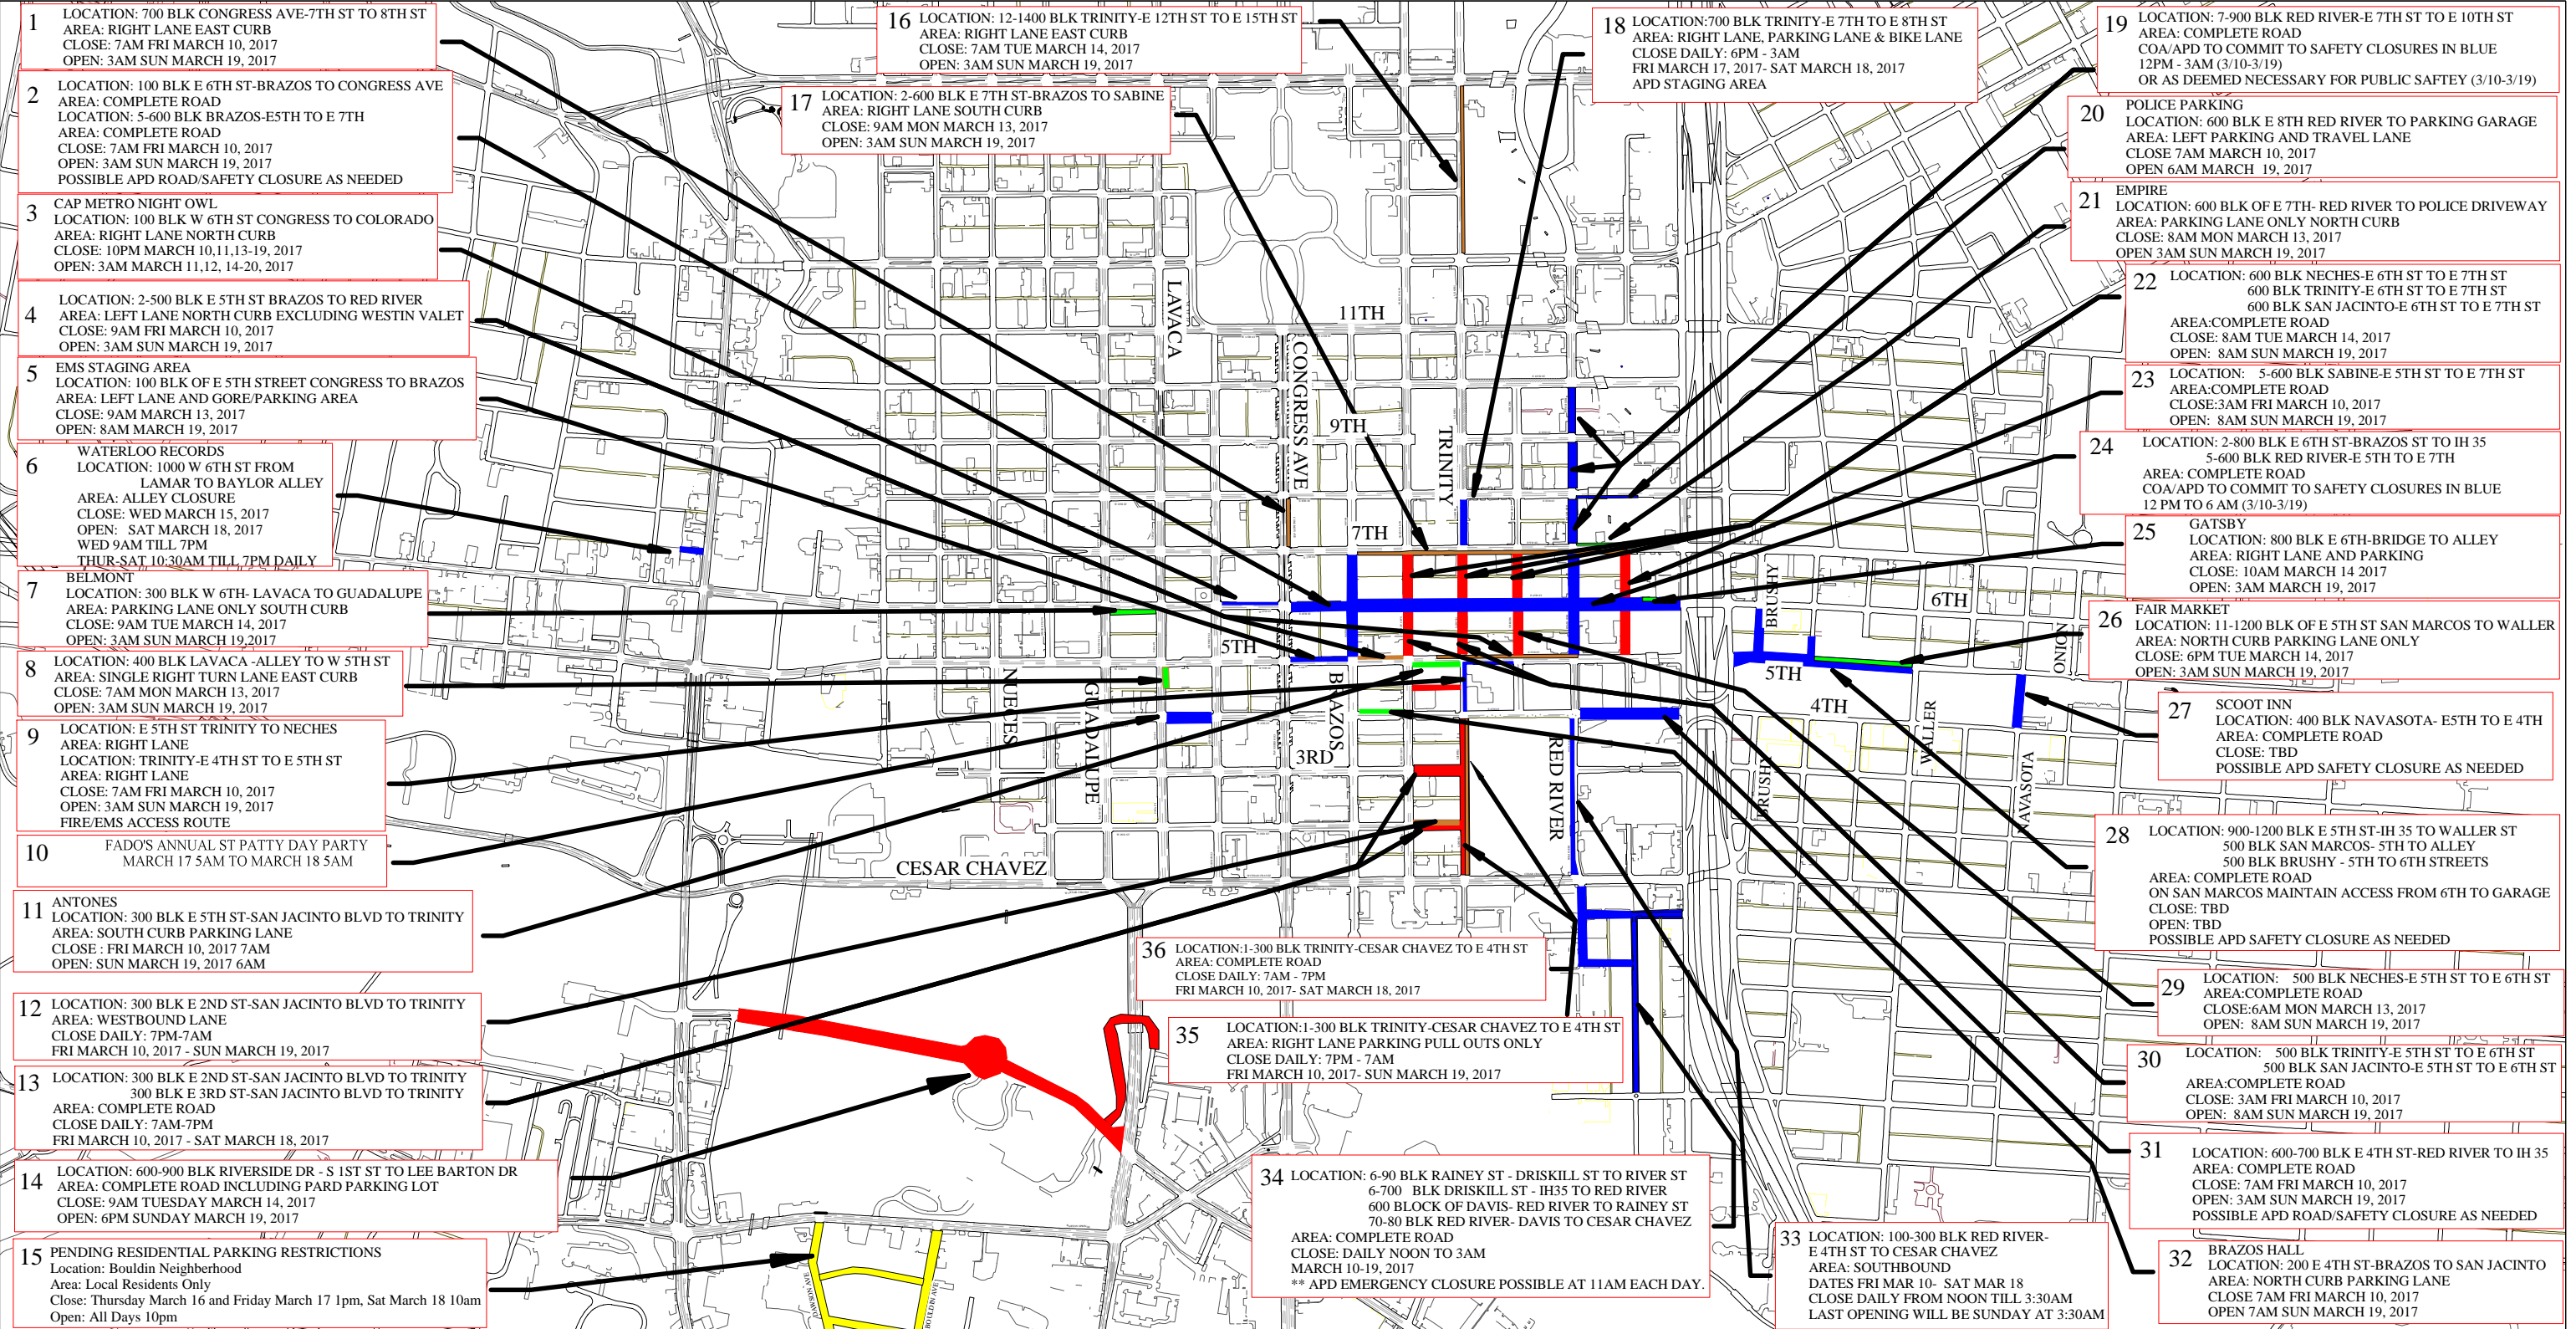 1
LOCATION: 700 BLK CONGRESS AVE-7TH ST TO 8TH ST
AREA: RIGHT LANE EAST CURB
CLOSE: 7AM FRI MARCH 10, 2017
OPEN: 3AM SUN MARCH 19, 2017
2
LOCATION: 100 BLK E 6TH ST-BRAZOS TO CONGRESS AVE
AREA: COMPLETE ROAD
LOCATION: 5-600 BLK BRAZOS-E5TH TO E 7TH
AREA: COMPLETE ROAD
CLOSE: 7AM FRI MARCH 10, 2017
OPEN: 3AM SUN MARCH 19, 2017
POSSIBLE APD ROAD/SAFETY CLOSURE AS NEEDED
3
CAP METRO NIGHT OWL
LOCATION: 100 BLK W 6TH ST CONGRESS TO COLORADO
AREA: RIGHT LANE NORTH CURB
CLOSE: 10PM MARCH 10,11,13-19, 2017
OPEN: 3AM MARCH 11,12, 14-20, 2017
4
LOCATION: 2-500 BLK E 5TH ST BRAZOS TO RED RIVER
AREA: LEFT LANE NORTH CURB EXCLUDING WESTIN VALET
CLOSE: 9AM FRI MARCH 10, 2017
OPEN: 3AM SUN MARCH 19, 2017
5
EMS STAGING AREA
LOCATION: 100 BLK OF E 5TH STREET CONGRESS TO BRAZOS
AREA: LEFT LANE AND GORE/PARKING AREA
CLOSE: 9AM MARCH 13, 2017
OPEN: 8AM MARCH 19, 2017
6
WATERLOO RECORDS
LOCATION: 1000 W 6TH ST FROM
LAMAR TO BAYLOR ALLEY
AREA: ALLEY CLOSURE
CLOSE: WED MARCH 15, 2017
OPEN: SAT MARCH 18, 2017
WED 9AM TILL 7PM
THUR-SAT 10:30AM TILL 7PM DAILY
7
BELMONT
LOCATION: 300 BLK W 6TH- LAVACA TO GUADALUPE
AREA: PARKING LANE ONLY SOUTH CURB
CLOSE: 9AM TUE MARCH 14, 2017
OPEN: 3AM SUN MARCH 19,2017
8
LOCATION: 400 BLK LAVACA -ALLEY TO W 5TH ST
AREA: SINGLE RIGHT TURN LANE EAST CURB
CLOSE: 7AM MON MARCH 13, 2017
OPEN: 3AM SUN MARCH 19, 2017
9
LOCATION: E 5TH ST TRINITY TO NECHES
AREA: RIGHT LANE
LOCATION: TRINITY-E 4TH ST TO E 5TH ST
AREA: RIGHT LANE
CLOSE: 7AM FRI MARCH 10, 2017
OPEN: 3AM SUN MARCH 19, 2017
FIRE/EMS ACCESS ROUTE
10
FADO'S ANNUAL ST PATTY DAY PARTY
MARCH 17 5AM TO MARCH 18 5AM
11
ANTONES
LOCATION: 300 BLK E 5TH ST-SAN JACINTO BLVD TO TRINITY
AREA: SOUTH CURB PARKING LANE
CLOSE : FRI MARCH 10, 2017 7AM
OPEN: SUN MARCH 19, 2017 6AM
12
LOCATION: 300 BLK E 2ND ST-SAN JACINTO BLVD TO TRINITY
AREA: WESTBOUND LANE
CLOSE DAILY: 7PM-7AM
FRI MARCH 10, 2017 - SUN MARCH 19, 2017
13
LOCATION: 300 BLK E 2ND ST-SAN JACINTO BLVD TO TRINITY
300 BLK E 3RD ST-SAN JACINTO BLVD TO TRINITY
AREA: COMPLETE ROAD
CLOSE DAILY: 7AM-7PM
FRI MARCH 10, 2017 - SAT MARCH 18, 2017
14
LOCATION: 600-900 BLK RIVERSIDE DR - S 1ST ST TO LEE BARTON DR
AREA: COMPLETE ROAD INCLUDING PARD PARKING LOT
CLOSE: 9AM TUESDAY MARCH 14, 2017
OPEN: 6PM SUNDAY MARCH 19, 2017
15
PENDING RESIDENTIAL PARKING RESTRICTIONS
Location: Bouldin Neighborhood
Area: Local Residents Only
Close: Thursday March 16 and Friday March 17 1pm, Sat March 18 10am
Open: All Days 10pm
16
LOCATION: 12-1400 BLK TRINITY-E 12TH ST TO E 15TH ST
AREA: RIGHT LANE EAST CURB
CLOSE: 7AM TUE MARCH 14, 2017
OPEN: 3AM SUN MARCH 19, 2017
17
LOCATION: 2-600 BLK E 7TH ST-BRAZOS TO SABINE
AREA: RIGHT LANE SOUTH CURB
CLOSE: 9AM MON MARCH 13, 2017
OPEN: 3AM SUN MARCH 19, 2017
18
LOCATION:700 BLK TRINITY-E 7TH TO E 8TH ST
AREA: RIGHT LANE, PARKING LANE & BIKE LANE
CLOSE DAILY: 6PM - 3AM
FRI MARCH 17, 2017- SAT MARCH 18, 2017
APD STAGING AREA
19
LOCATION: 7-900 BLK RED RIVER-E 7TH ST TO E 10TH ST
AREA: COMPLETE ROAD
COA/APD TO COMMIT TO SAFETY CLOSURES IN BLUE
12PM - 3AM (3/10-3/19)
OR AS DEEMED NECESSARY FOR PUBLIC SAFTEY (3/10-3/19)
20
POLICE PARKING
LOCATION: 600 BLK E 8TH RED RIVER TO PARKING GARAGE
AREA: LEFT PARKING AND TRAVEL LANE
CLOSE 7AM MARCH 10, 2017
OPEN 6AM MARCH 19, 2017
21
EMPIRE
LOCATION: 600 BLK OF E 7TH- RED RIVER TO POLICE DRIVEWAY
AREA: PARKING LANE ONLY NORTH CURB
CLOSE: 8AM MON MARCH 13, 2017
OPEN 3AM SUN MARCH 19, 2017
22
LOCATION: 600 BLK NECHES-E 6TH ST TO E 7TH ST
600 BLK TRINITY-E 6TH ST TO E 7TH ST
600 BLK SAN JACINTO-E 6TH ST TO E 7TH ST
AREA:COMPLETE ROAD
CLOSE: 8AM TUE MARCH 14, 2017
OPEN: 8AM SUN MARCH 19, 2017
23
LOCATION: 5-600 BLK SABINE-E 5TH ST TO E 7TH ST
AREA:COMPLETE ROAD
CLOSE:3AM FRI MARCH 10, 2017
OPEN: 8AM SUN MARCH 19, 2017
24
LOCATION: 2-800 BLK E 6TH ST-BRAZOS ST TO IH 35
5-600 BLK RED RIVER-E 5TH TO E 7TH
AREA: COMPLETE ROAD
COA/APD TO COMMIT TO SAFETY CLOSURES IN BLUE
12 PM TO 6 AM (3/10-3/19)
25
GATSBY
LOCATION: 800 BLK E 6TH-BRIDGE TO ALLEY
AREA: RIGHT LANE AND PARKING
CLOSE: 10AM MARCH 14 2017
OPEN: 3AM MARCH 19, 2017
26
FAIR MARKET
LOCATION: 11-1200 BLK OF E 5TH ST SAN MARCOS TO WALLER
AREA: NORTH CURB PARKING LANE ONLY
CLOSE: 6PM TUE MARCH 14, 2017
OPEN: 3AM SUN MARCH 19, 2017
27
SCOOT INN
LOCATION: 400 BLK NAVASOTA- E5TH TO E 4TH
AREA: COMPLETE ROAD
CLOSE: TBD
POSSIBLE APD SAFETY CLOSURE AS NEEDED
28
LOCATION: 900-1200 BLK E 5TH ST-IH 35 TO WALLER ST
500 BLK SAN MARCOS- 5TH TO ALLEY
500 BLK BRUSHY - 5TH TO 6TH STREETS
AREA: COMPLETE ROAD
ON SAN MARCOS MAINTAIN ACCESS FROM 6TH TO GARAGE
CLOSE: TBD
OPEN: TBD
POSSIBLE APD SAFETY CLOSURE AS NEEDED
29
LOCATION: 500 BLK NECHES-E 5TH ST TO E 6TH ST
AREA:COMPLETE ROAD
CLOSE:6AM MON MARCH 13, 2017
OPEN: 8AM SUN MARCH 19, 2017
30
LOCATION: 500 BLK TRINITY-E 5TH ST TO E 6TH ST
500 BLK SAN JACINTO-E 5TH ST TO E 6TH ST
AREA:COMPLETE ROAD
CLOSE: 3AM FRI MARCH 10, 2017
OPEN: 8AM SUN MARCH 19, 2017
31
LOCATION: 600-700 BLK E 4TH ST-RED RIVER TO IH 35
AREA: COMPLETE ROAD
CLOSE: 7AM FRI MARCH 10, 2017
OPEN: 3AM SUN MARCH 19, 2017
POSSIBLE APD ROAD/SAFETY CLOSURE AS NEEDED
32
BRAZOS HALL
LOCATION: 200 E 4TH ST-BRAZOS TO SAN JACINTO
AREA: NORTH CURB PARKING LANE
CLOSE 7AM FRI MARCH 10, 2017
OPEN 7AM SUN MARCH 19, 2017
33
LOCATION: 100-300 BLK RED RIVER-
E 4TH ST TO CESAR CHAVEZ
AREA: SOUTHBOUND
DATES FRI MAR 10- SAT MAR 18
CLOSE DAILY FROM NOON TILL 3:30AM
LAST OPENING WILL BE SUNDAY AT 3:30AM
34
LOCATION: 6-90 BLK RAINEY ST - DRISKILL ST TO RIVER ST
6-700 BLK DRISKILL ST - IH35 TO RED RIVER
600 BLOCK OF DAVIS- RED RIVER TO RAINEY ST
70-80 BLK RED RIVER- DAVIS TO CESAR CHAVEZ
AREA: COMPLETE ROAD
CLOSE: DAILY NOON TO 3AM
MARCH 10-19, 2017
** APD EMERGENCY CLOSURE POSSIBLE AT 11AM EACH DAY.
35
LOCATION:1-300 BLK TRINITY-CESAR CHAVEZ TO E 4TH ST
AREA: RIGHT LANE PARKING PULL OUTS ONLY
CLOSE DAILY: 7PM - 7AM
FRI MARCH 10, 2017- SUN MARCH 19, 2017
36
LOCATION:1-300 BLK TRINITY-CESAR CHAVEZ TO E 4TH ST
AREA: COMPLETE ROAD
CLOSE DAILY: 7AM - 7PM
FRI MARCH 10, 2017- SAT MARCH 18, 2017
LAVACA
11TH
CONGRESS AVE
9TH
TRINITY
7TH
BRUSHY
6TH
ONION
5TH
5TH
NUECES
GUADALUPE
BRAZOS
4TH
3RD
RED RIVER
WALLER
BRUSHY
NAVASOTA
CESAR CHAVEZ
DAWSON AVE
BOULDIN AVE